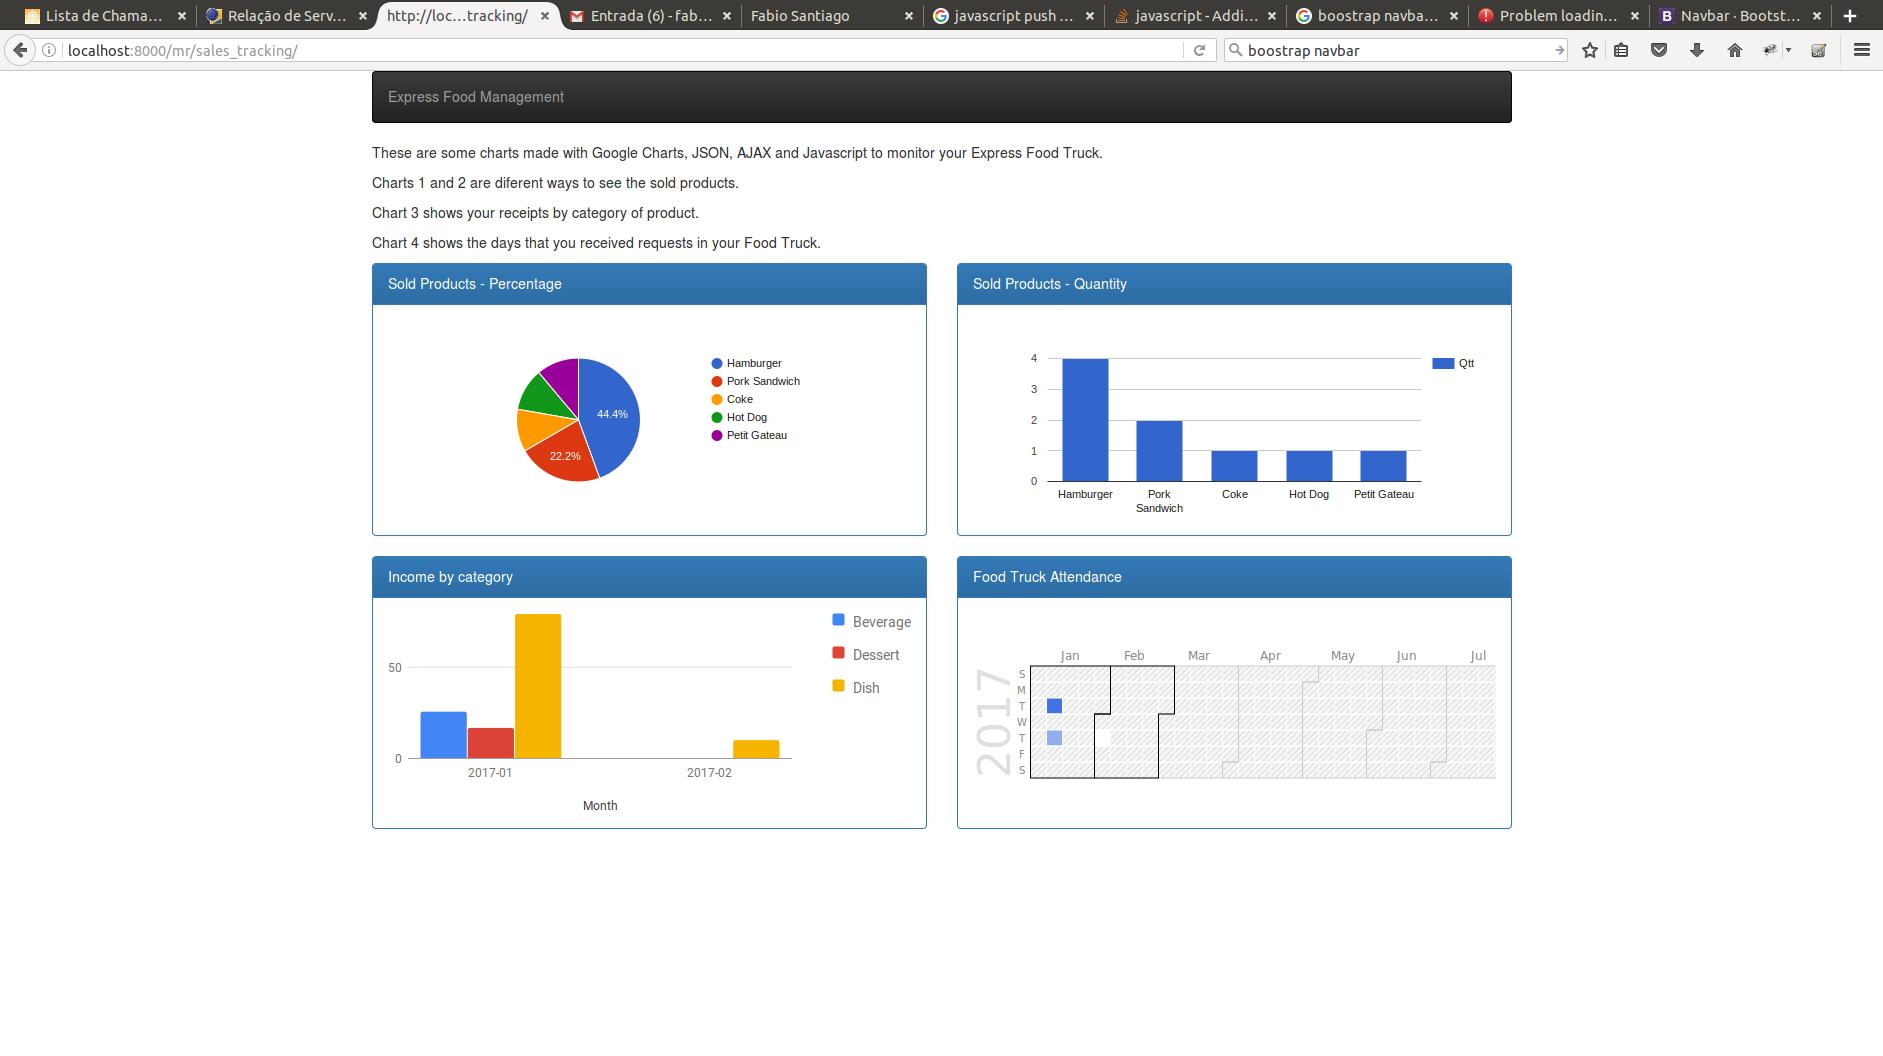 Lista de Chama...
Relação de Serv...
http://loc...tracking/
Entrada (6) - fab...
Fabio Santiago
javascript push ...
javascript - Addi...
boostrap navba...
Problem loadin...
Navbar · Bootst...
localhost:8000/mr/sales_tracking/
boostrap navbar
Express Food Management
These are some charts made with Google Charts, JSON, AJAX and Javascript to monitor your Express Food Truck.
Charts 1 and 2 are diferent ways to see the sold products.
Chart 3 shows your receipts by category of product.
Chart 4 shows the days that you received requests in your Food Truck.
Sold Products - Percentage
44.4%
22.2%
Hamburger
Pork Sandwich
Coke
Hot Dog
Petit Gateau
Sold Products - Quantity
4
3
2
1
0
Hamburger
Pork
Sandwich
Coke
Hot Dog
Petit Gateau
Qtt
Income by category
50
0
2017-01
2017-02
Month
Beverage
Dessert
Dish
Food Truck Attendance
2017
Jan
Feb
Mar
Apr
May
Jun
Jul
S
M
T
W
T
F
S